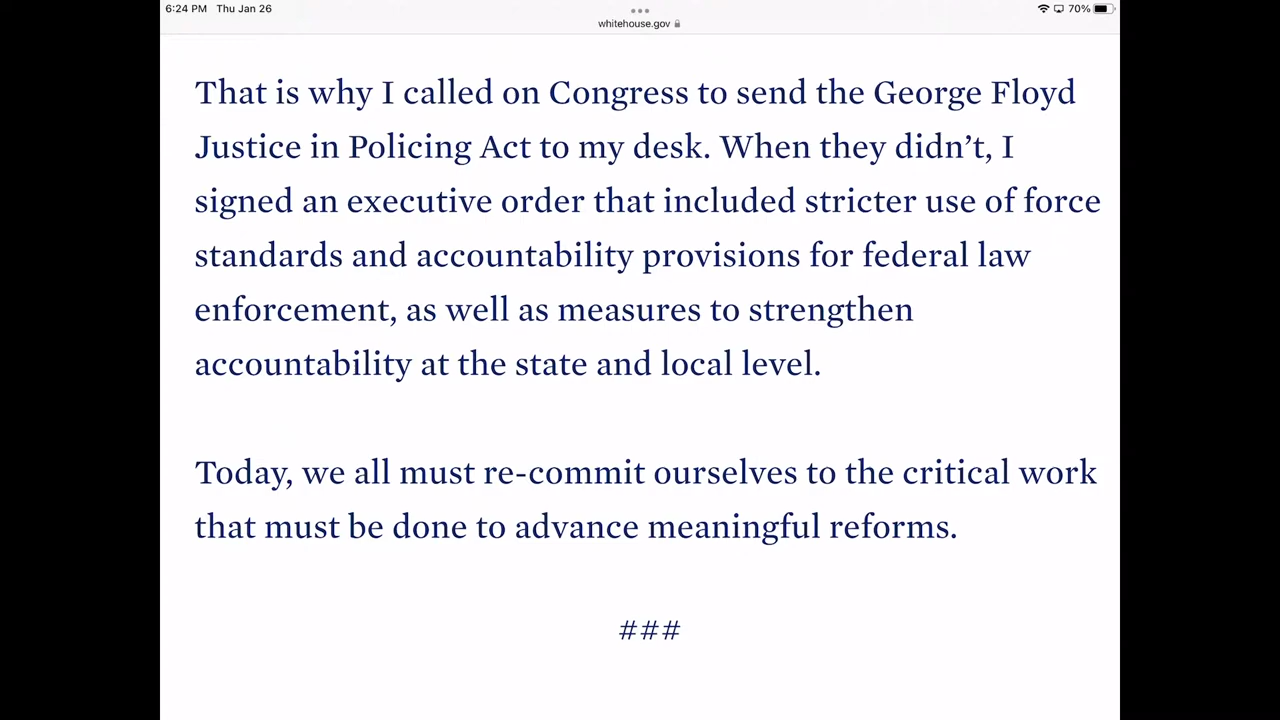 6:24 PM Thu Jan 26
whitehouse.gov
70%
That is why I called on Congress to send the George Floyd
Justice in Policing Act to my desk. When they didn’t, I
signed an executive order that included stricter use of force
standards and accountability provisions for federal law
enforcement, as well as measures to strengthen
accountability at the state and local level.
Today, we all must re-commit ourselves to the critical work
that must be done to advance meaningful reforms.
###